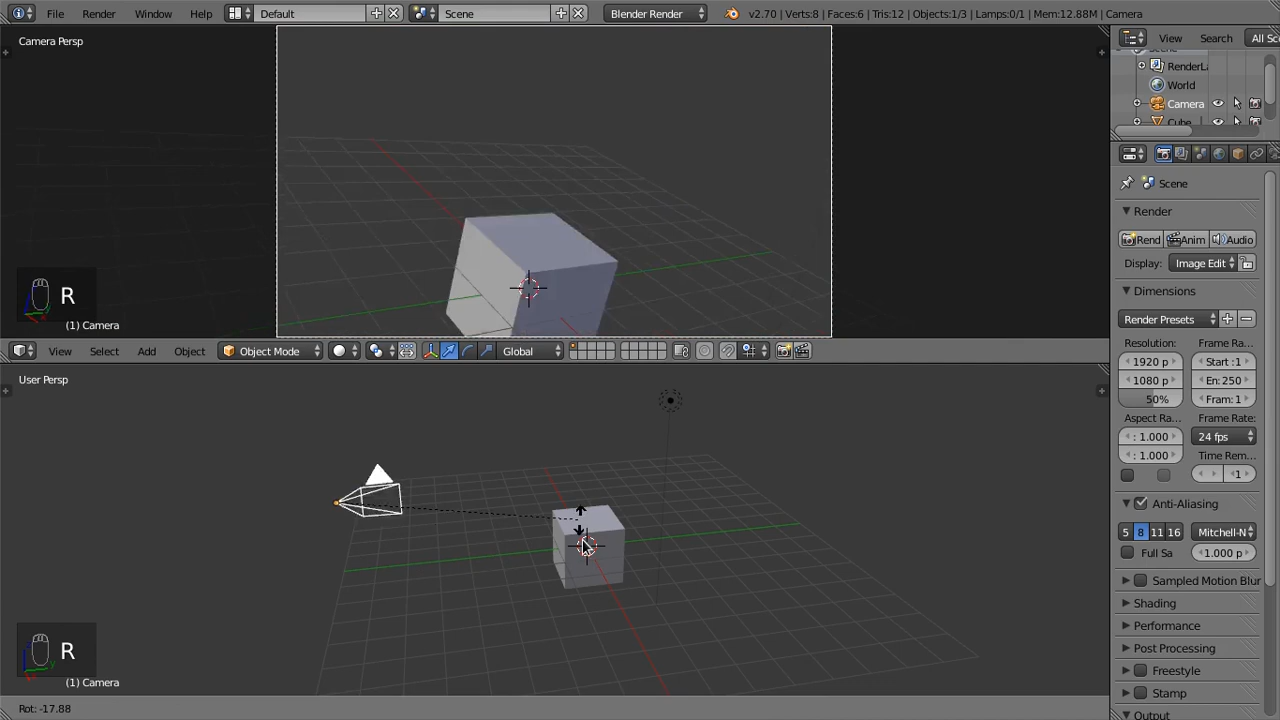 File Render Window Help Default Scene Blender Render v2.70 | Verts:8 | Faces:6 | Tris:12 | Objects:1/3 | Lamps:0/1 | Mem:12.88M | Camera
Camera Persp
R
(1) Camera
View Select Add Object Object Mode Global
User Persp
R
(1) Camera
Rot: -17.88
View Search All Sc
RenderLa
World
Camera
Cube
Scene
Render
Rend Anim Audio
Display: Image Edit
Dimensions
Render Presets
Resolution: Frame Ra...
1920 p Start :1
1080 p En: 250
50% Fram: 1
Aspect Ra... Frame Rate:
: 1.000 24 fps
: 1.000 Time Rem...
1
Anti-Aliasing
5 8 11 16 Mitchell-N
Full Sa 1.000 p
Sampled Motion Blur
Shading
Performance
Post Processing
Freestyle
Stamp
Output